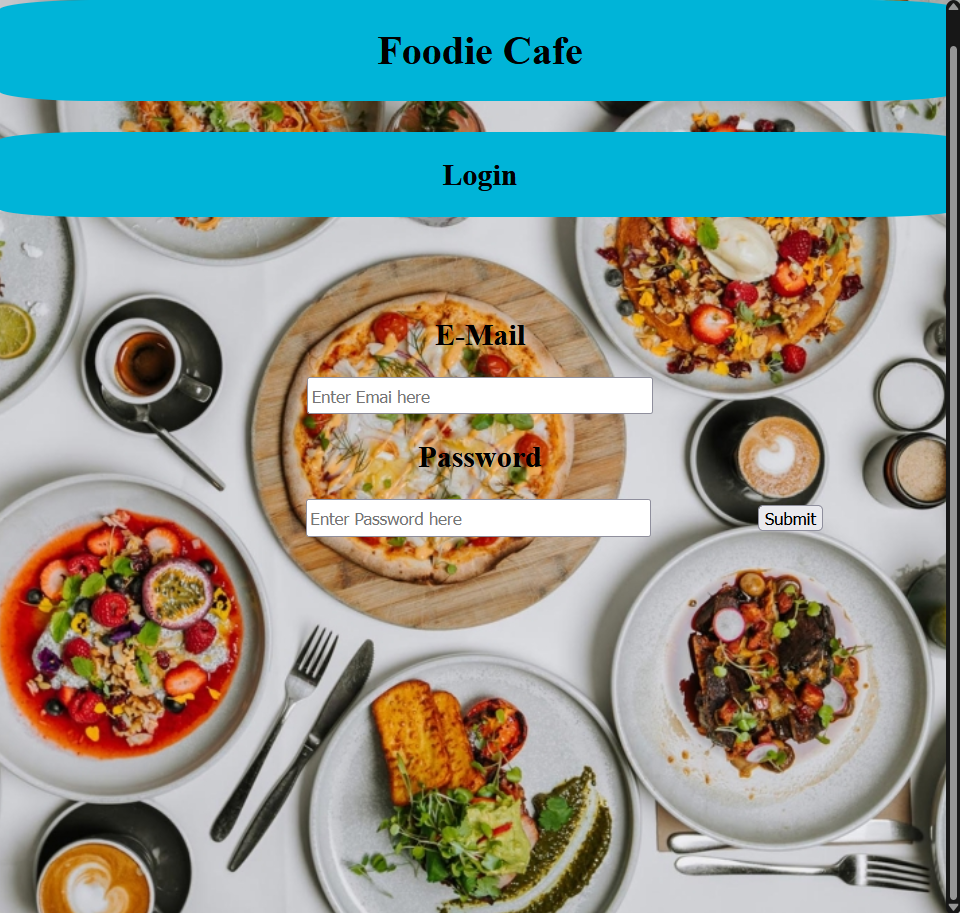 Foodie Cafe
Login
E-Mail
Enter Emai here
Password
Enter Password here
Submit